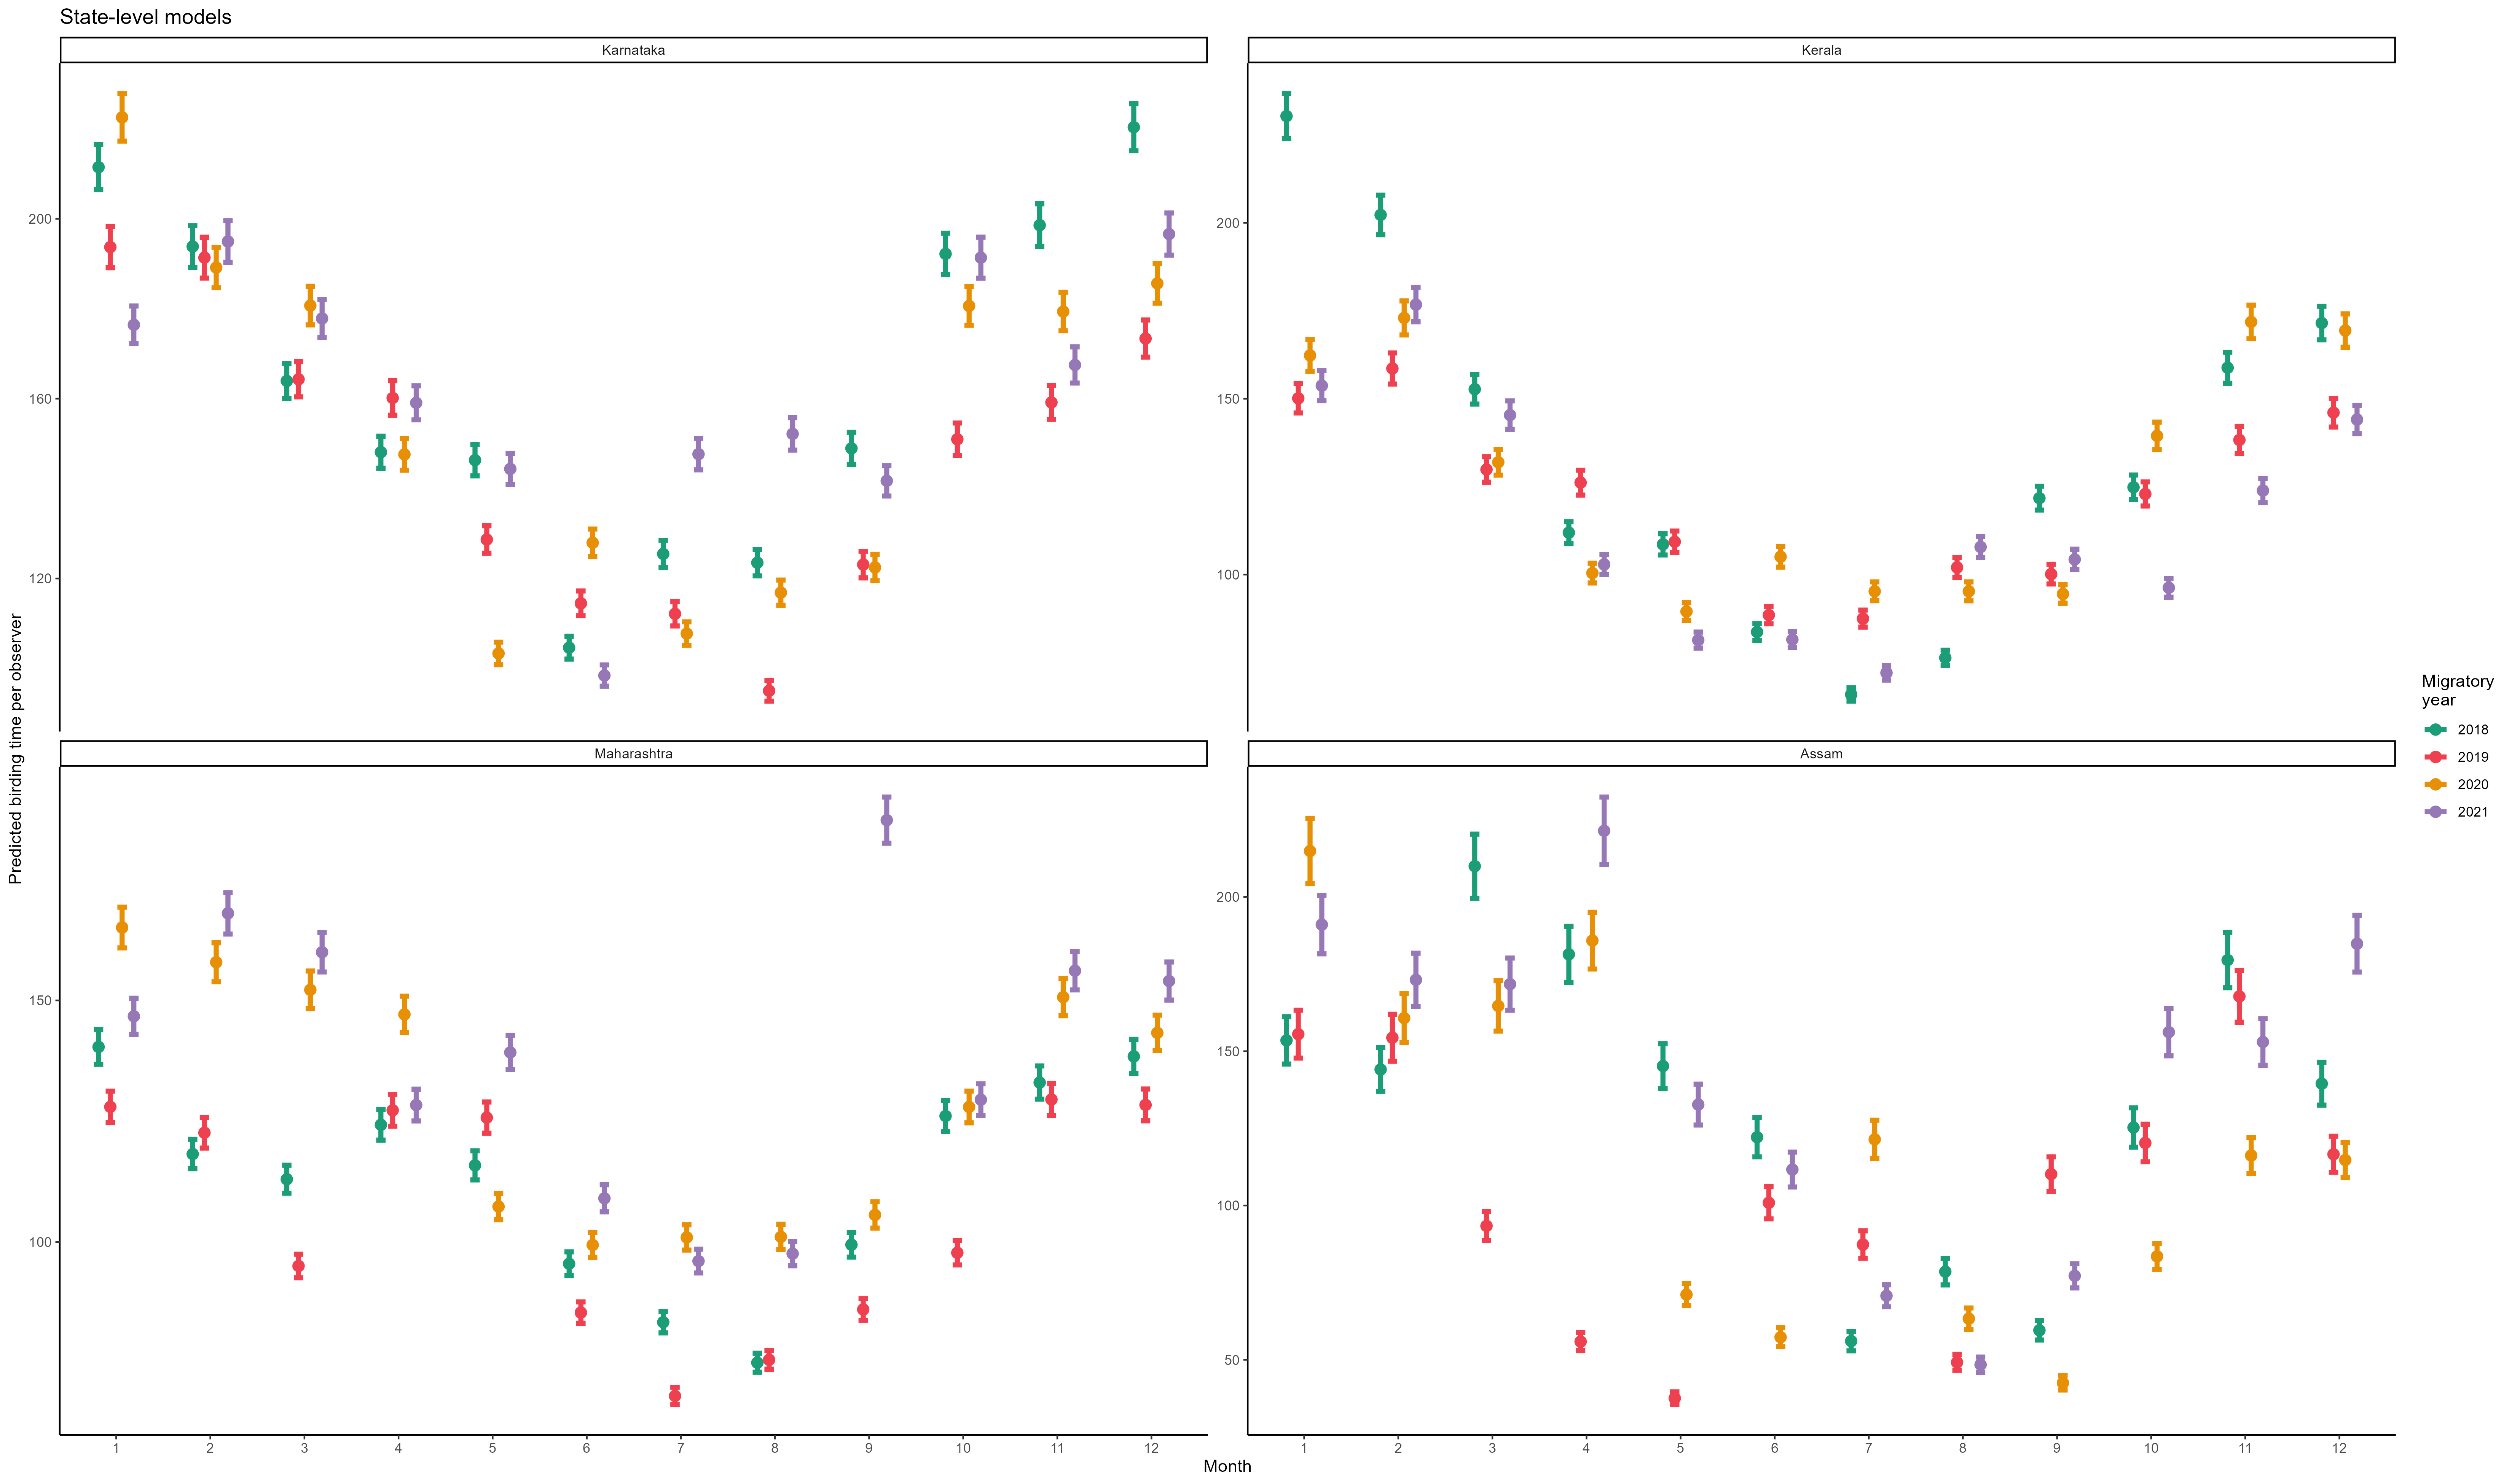 State-level models
Karnataka
Kerala
200
160
120
200
150
100
Maharashtra
Assam
150
100
200
150
100
50
1 2 3 4 5 6 7 8 9 10 11 12
1 2 3 4 5 6 7 8 9 10 11 12
Month
Predicted birding time per observer
Migratory
year
2018
2019
2020
2021